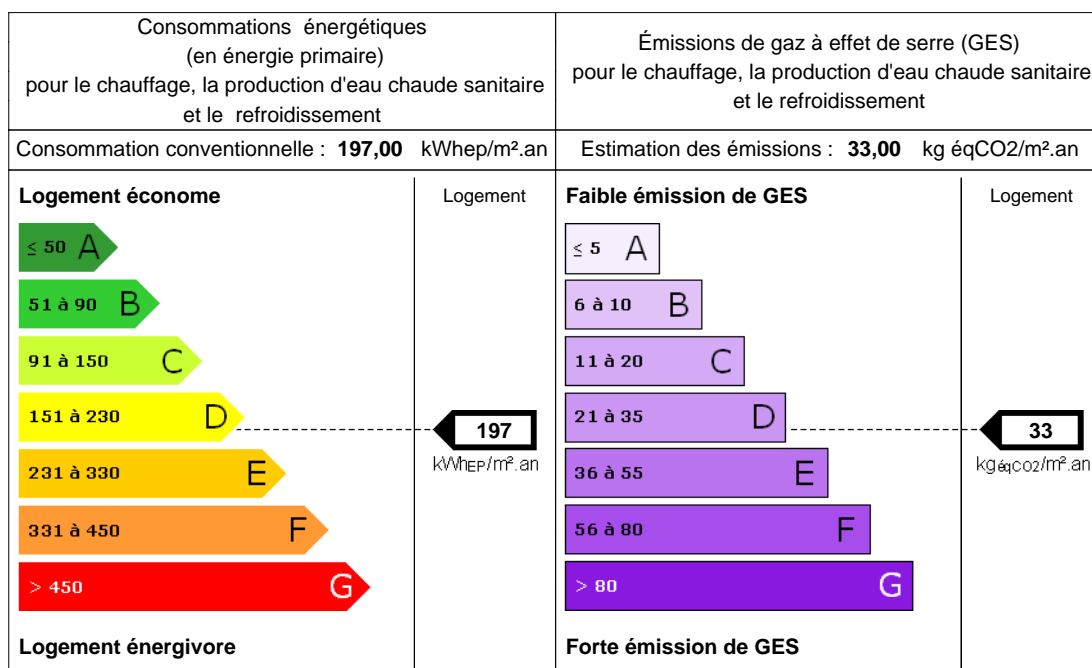 Consommations énergétiques
(en énergie primaire)
pour le chauffage, la production d'eau chaude sanitaire
et le refroidissement
Émissions de gaz à effet de serre (GES)
pour le chauffage, la production d'eau chaude sanitaire
et le refroidissement
Consommation conventionnelle : 197,00 kWhep/m².an
Estimation des émissions : 33,00 kg éqCO2/m².an
Logement économe
Logement
≤ 50 A
51 à 90 B
91 à 150 C
151 à 230 D
231 à 330 E
331 à 450 F
> 450 G
197
kWhEP/m².an
Logement énergivore
Faible émission de GES
Logement
≤ 5 A
6 à 10 B
11 à 20 C
21 à 35 D
36 à 55 E
56 à 80 F
> 80 G
33
kgéqCO2/m².an
Forte émission de GES